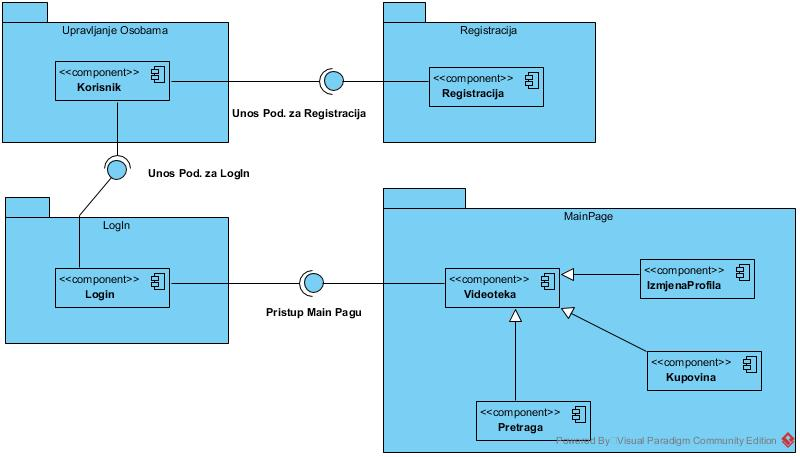 Upravljanje Osobama
<<component>>
Korisnik
Registracija
<<component>>
Registracija
Unos Pod. za Registracija
Unos Pod. za LogIn
LogIn
<<component>>
Login
Pristup Main Pagu
MainPage
<<component>>
Videoteka
<<component>>
IzmjenaProfila
<<component>>
Kupovina
<<component>>
Pretraga
Powered By Visual Paradigm Community Edition